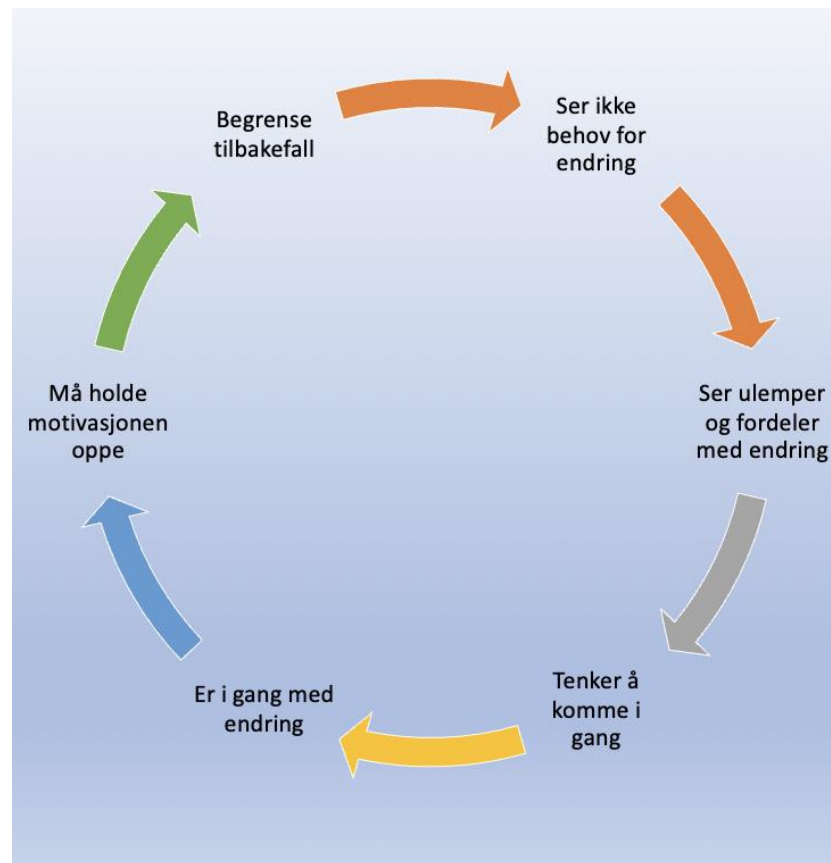 Begrense
tilbakefall
Ser ikke
behov for
endring
Ser ulemper
og fordeler
med endring
Tenker å
komme i
gang
Er i gang med
endring
Må holde
motivasjonen
oppe